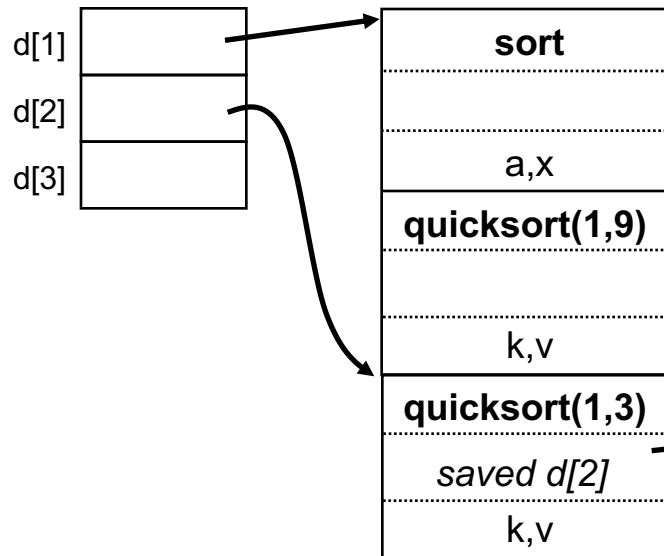 d[1]
d[2]
d[3]
sort
a,x
quicksort(1,9)
k,v
quicksort(1,3)
saved d[2]
k,v